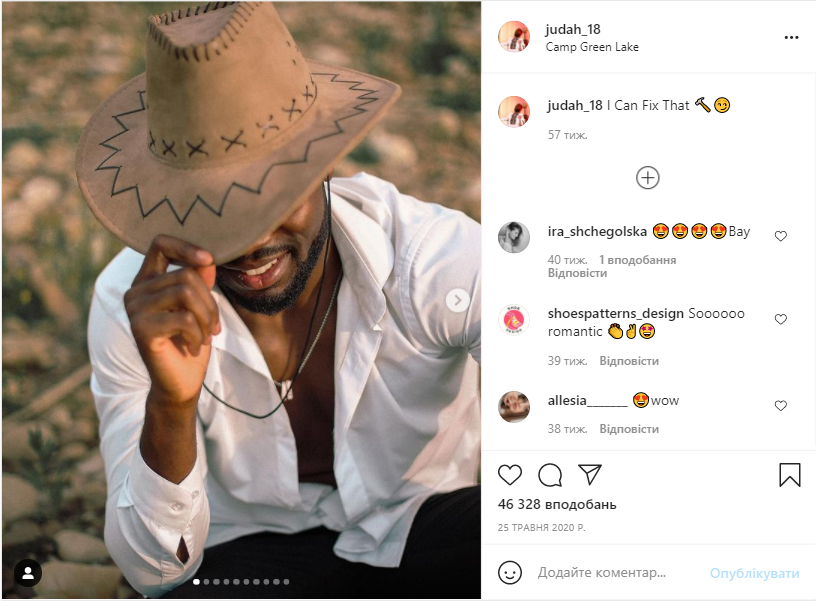 judah_18
Camp Green Lake
judah_18 I Can Fix That 🔨😏
57 тиж.
ira_shchegolska 🤩🤩🤩🤩Bay
40 тиж. 1 вподобання
Відповісти
shoespatterns_design Soooooo
romantic 👏✌🤩
39 тиж. Відповісти
allesia_______ 🤩wow
38 тиж. Відповісти
46 328 вподобань
25 ТРАВНЯ 2020 Р.
Додайте коментар... Опублікувати